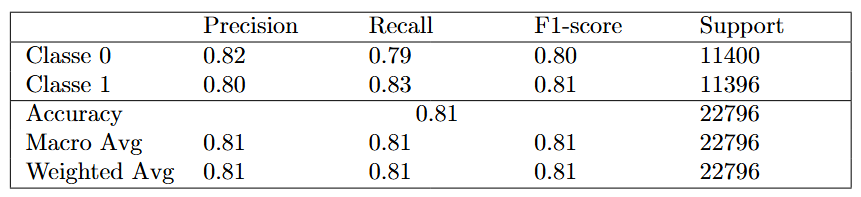 Precision Recall F1-score Support
Classe 0 0.82 0.79 0.80 11400
Classe 1 0.80 0.83 0.81 11396
Accuracy 0.81 22796
Macro Avg 0.81 0.81 0.81 22796
Weighted Avg 0.81 0.81 0.81 22796